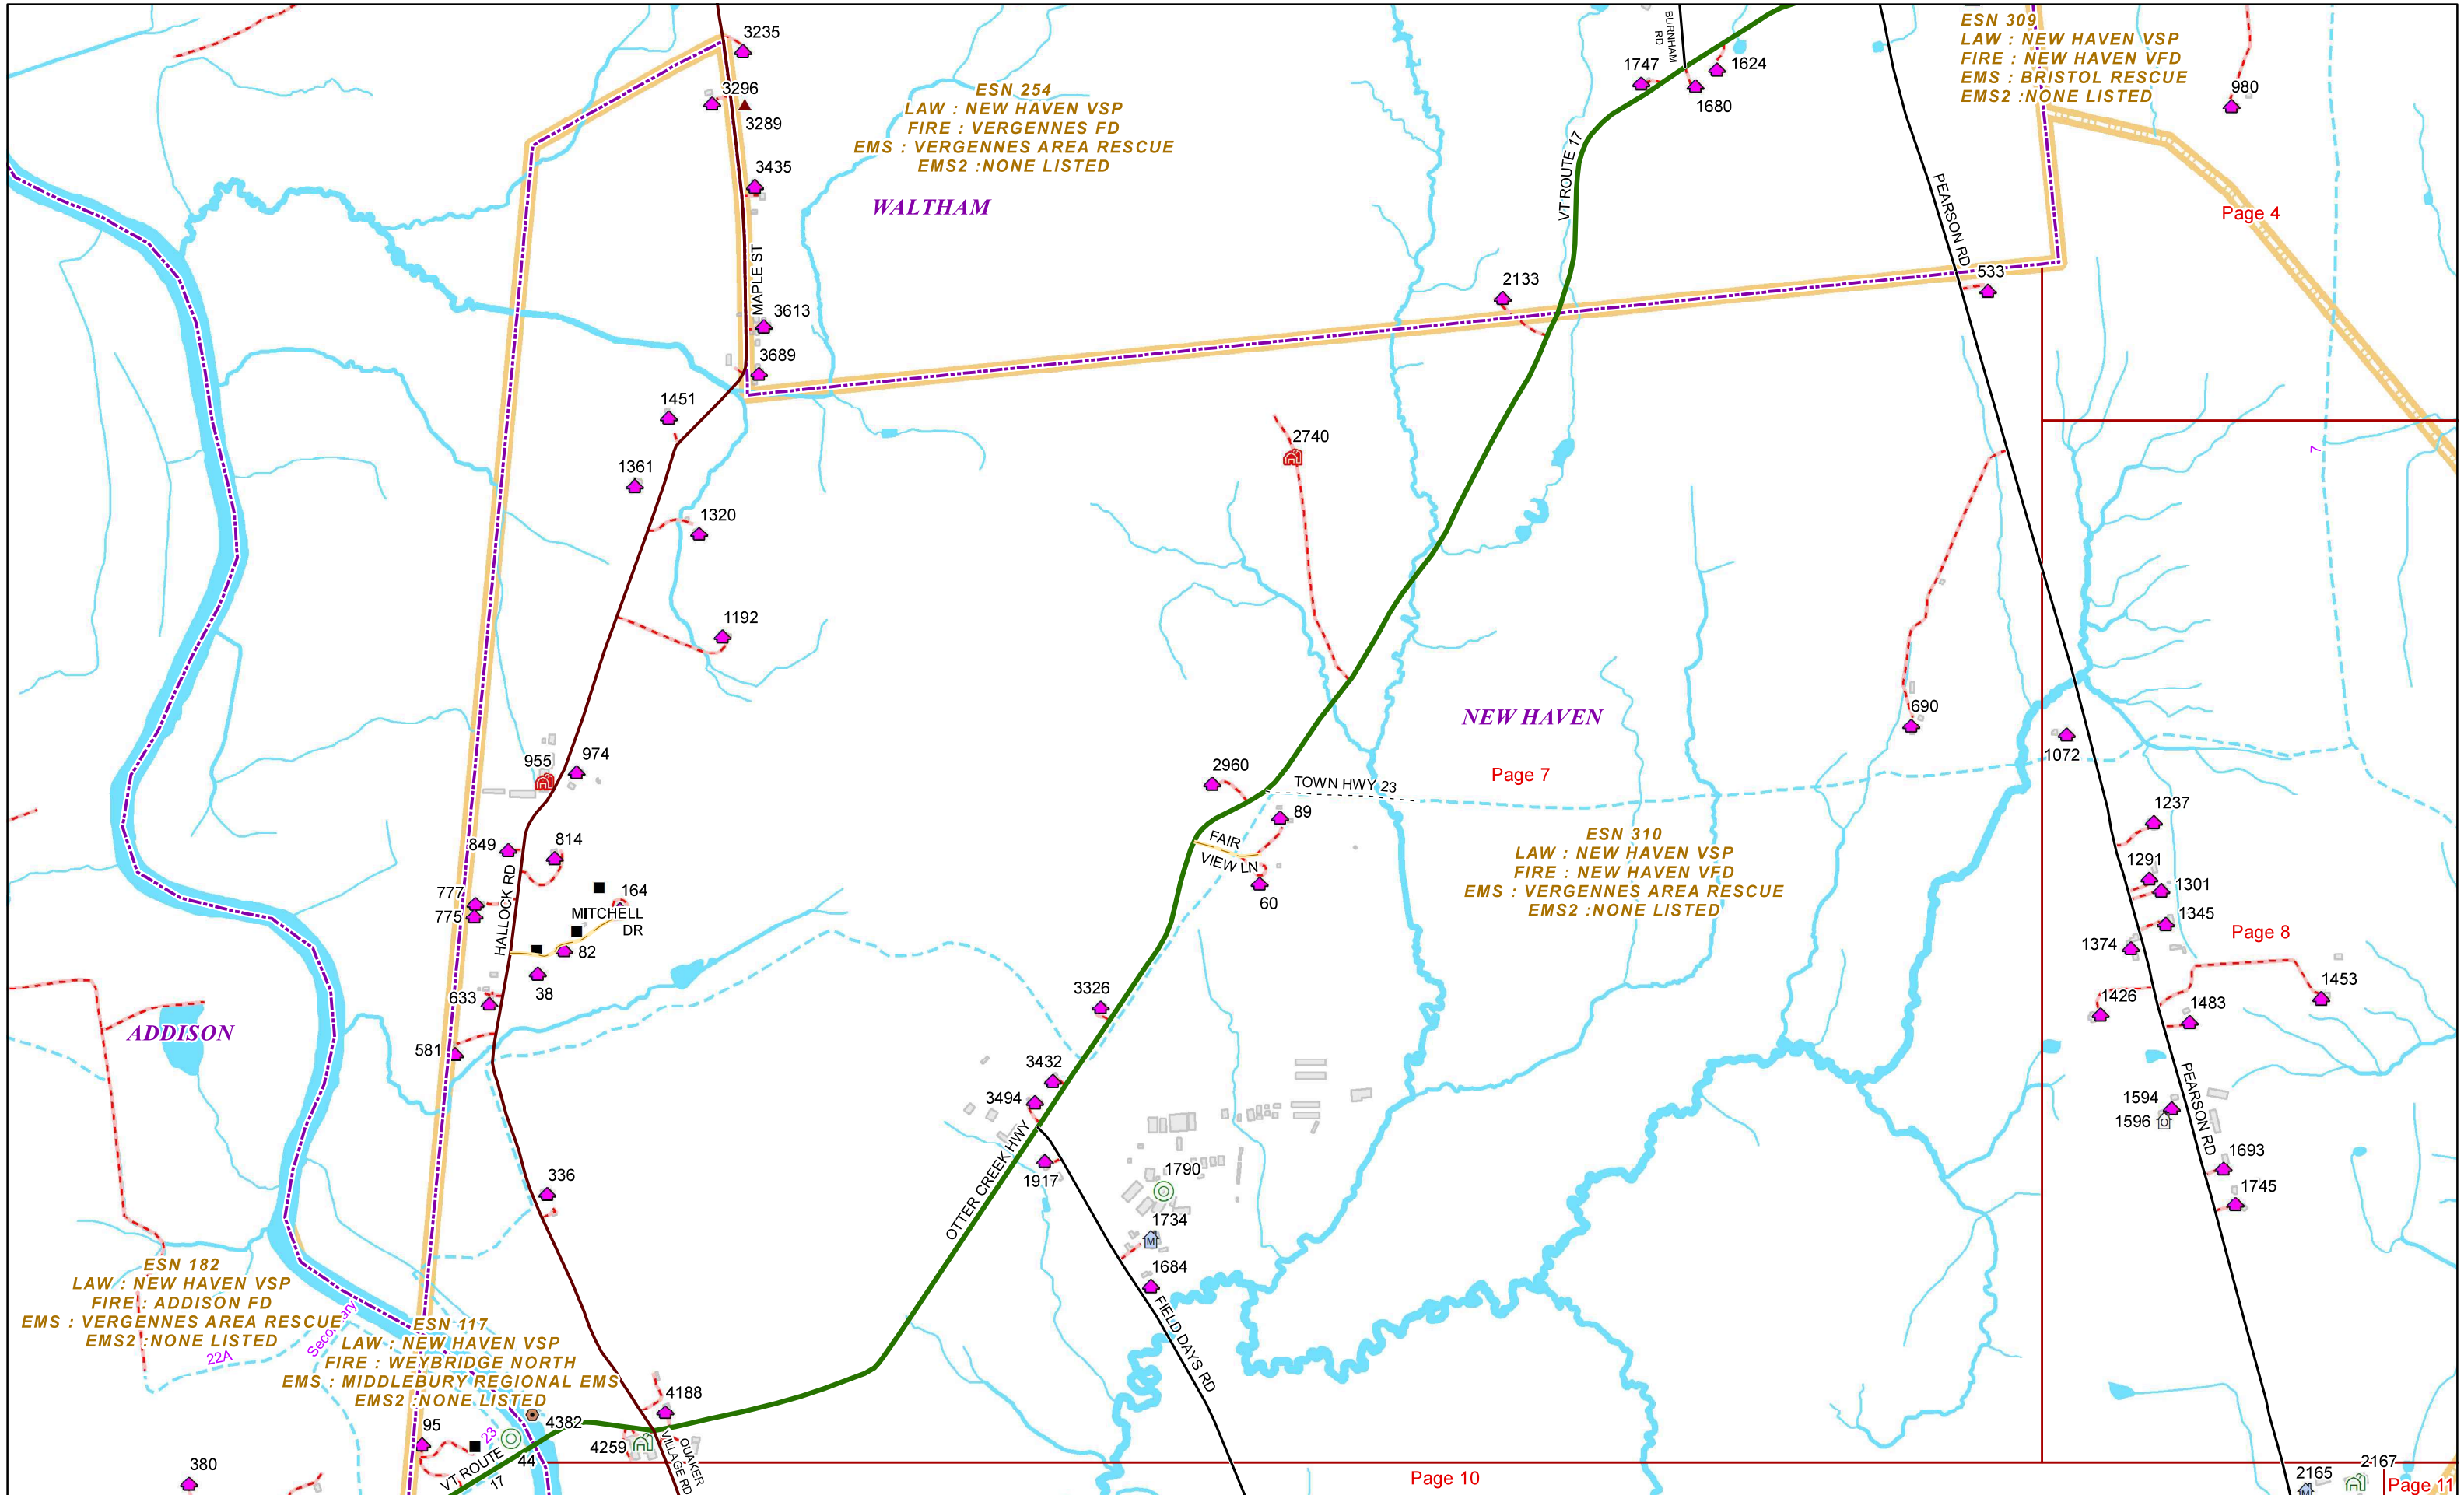 3235
3296
3289
3435
MAPLE ST
3613
3689
ESN 254
LAW : NEW HAVEN VSP
FIRE : VERGENNES FD
EMS : VERGENNES AREA RESCUE
EMS2 :NONE LISTED
WALTHAM
BURNHAM
RD
1747
1624
1680
VT ROUTE 17
2133
PEARSON RD
533
ESN 309
LAW : NEW HAVEN VSP
FIRE : NEW HAVEN VFD
EMS : BRISTOL RESCUE
EMS2 :NONE LISTED
980
Page 4
7
1451
1361
1320
1192
2740
955
974
849
814
777
775
HALLOCK RD
164
MITCHELL
DR
82
38
633
581
336
ADDISON
NEW HAVEN
Page 7
2960
TOWN HWY 23
89
FAIR
VIEW LN
60
ESN 310
LAW : NEW HAVEN VSP
FIRE : NEW HAVEN VFD
EMS : VERGENNES AREA RESCUE
EMS2 :NONE LISTED
690
1072
1237
1291
1301
1345
1374
Page 8
1453
1426
1483
1594
1596
PEARSON RD
1693
1745
3326
3432
3494
OTTER CREEK HWY
1917
1790
1734
M
1684
FIELD DAYS RD
ESN 182
LAW : NEW HAVEN VSP
FIRE : ADDISON FD
EMS : VERGENNES AREA RESCUE
EMS2 :NONE LISTED
Secondary
22A
ESN 117
LAW : NEW HAVEN VSP
FIRE : WEYBRIDGE NORTH
EMS : MIDDLEBURY REGIONAL EMS
EMS2 :NONE LISTED
95
23
4382
44
VT ROUTE
17
380
4188
4259
QUAKER
VILLAGE RD
Page 10
2165
M
2167
Page 11